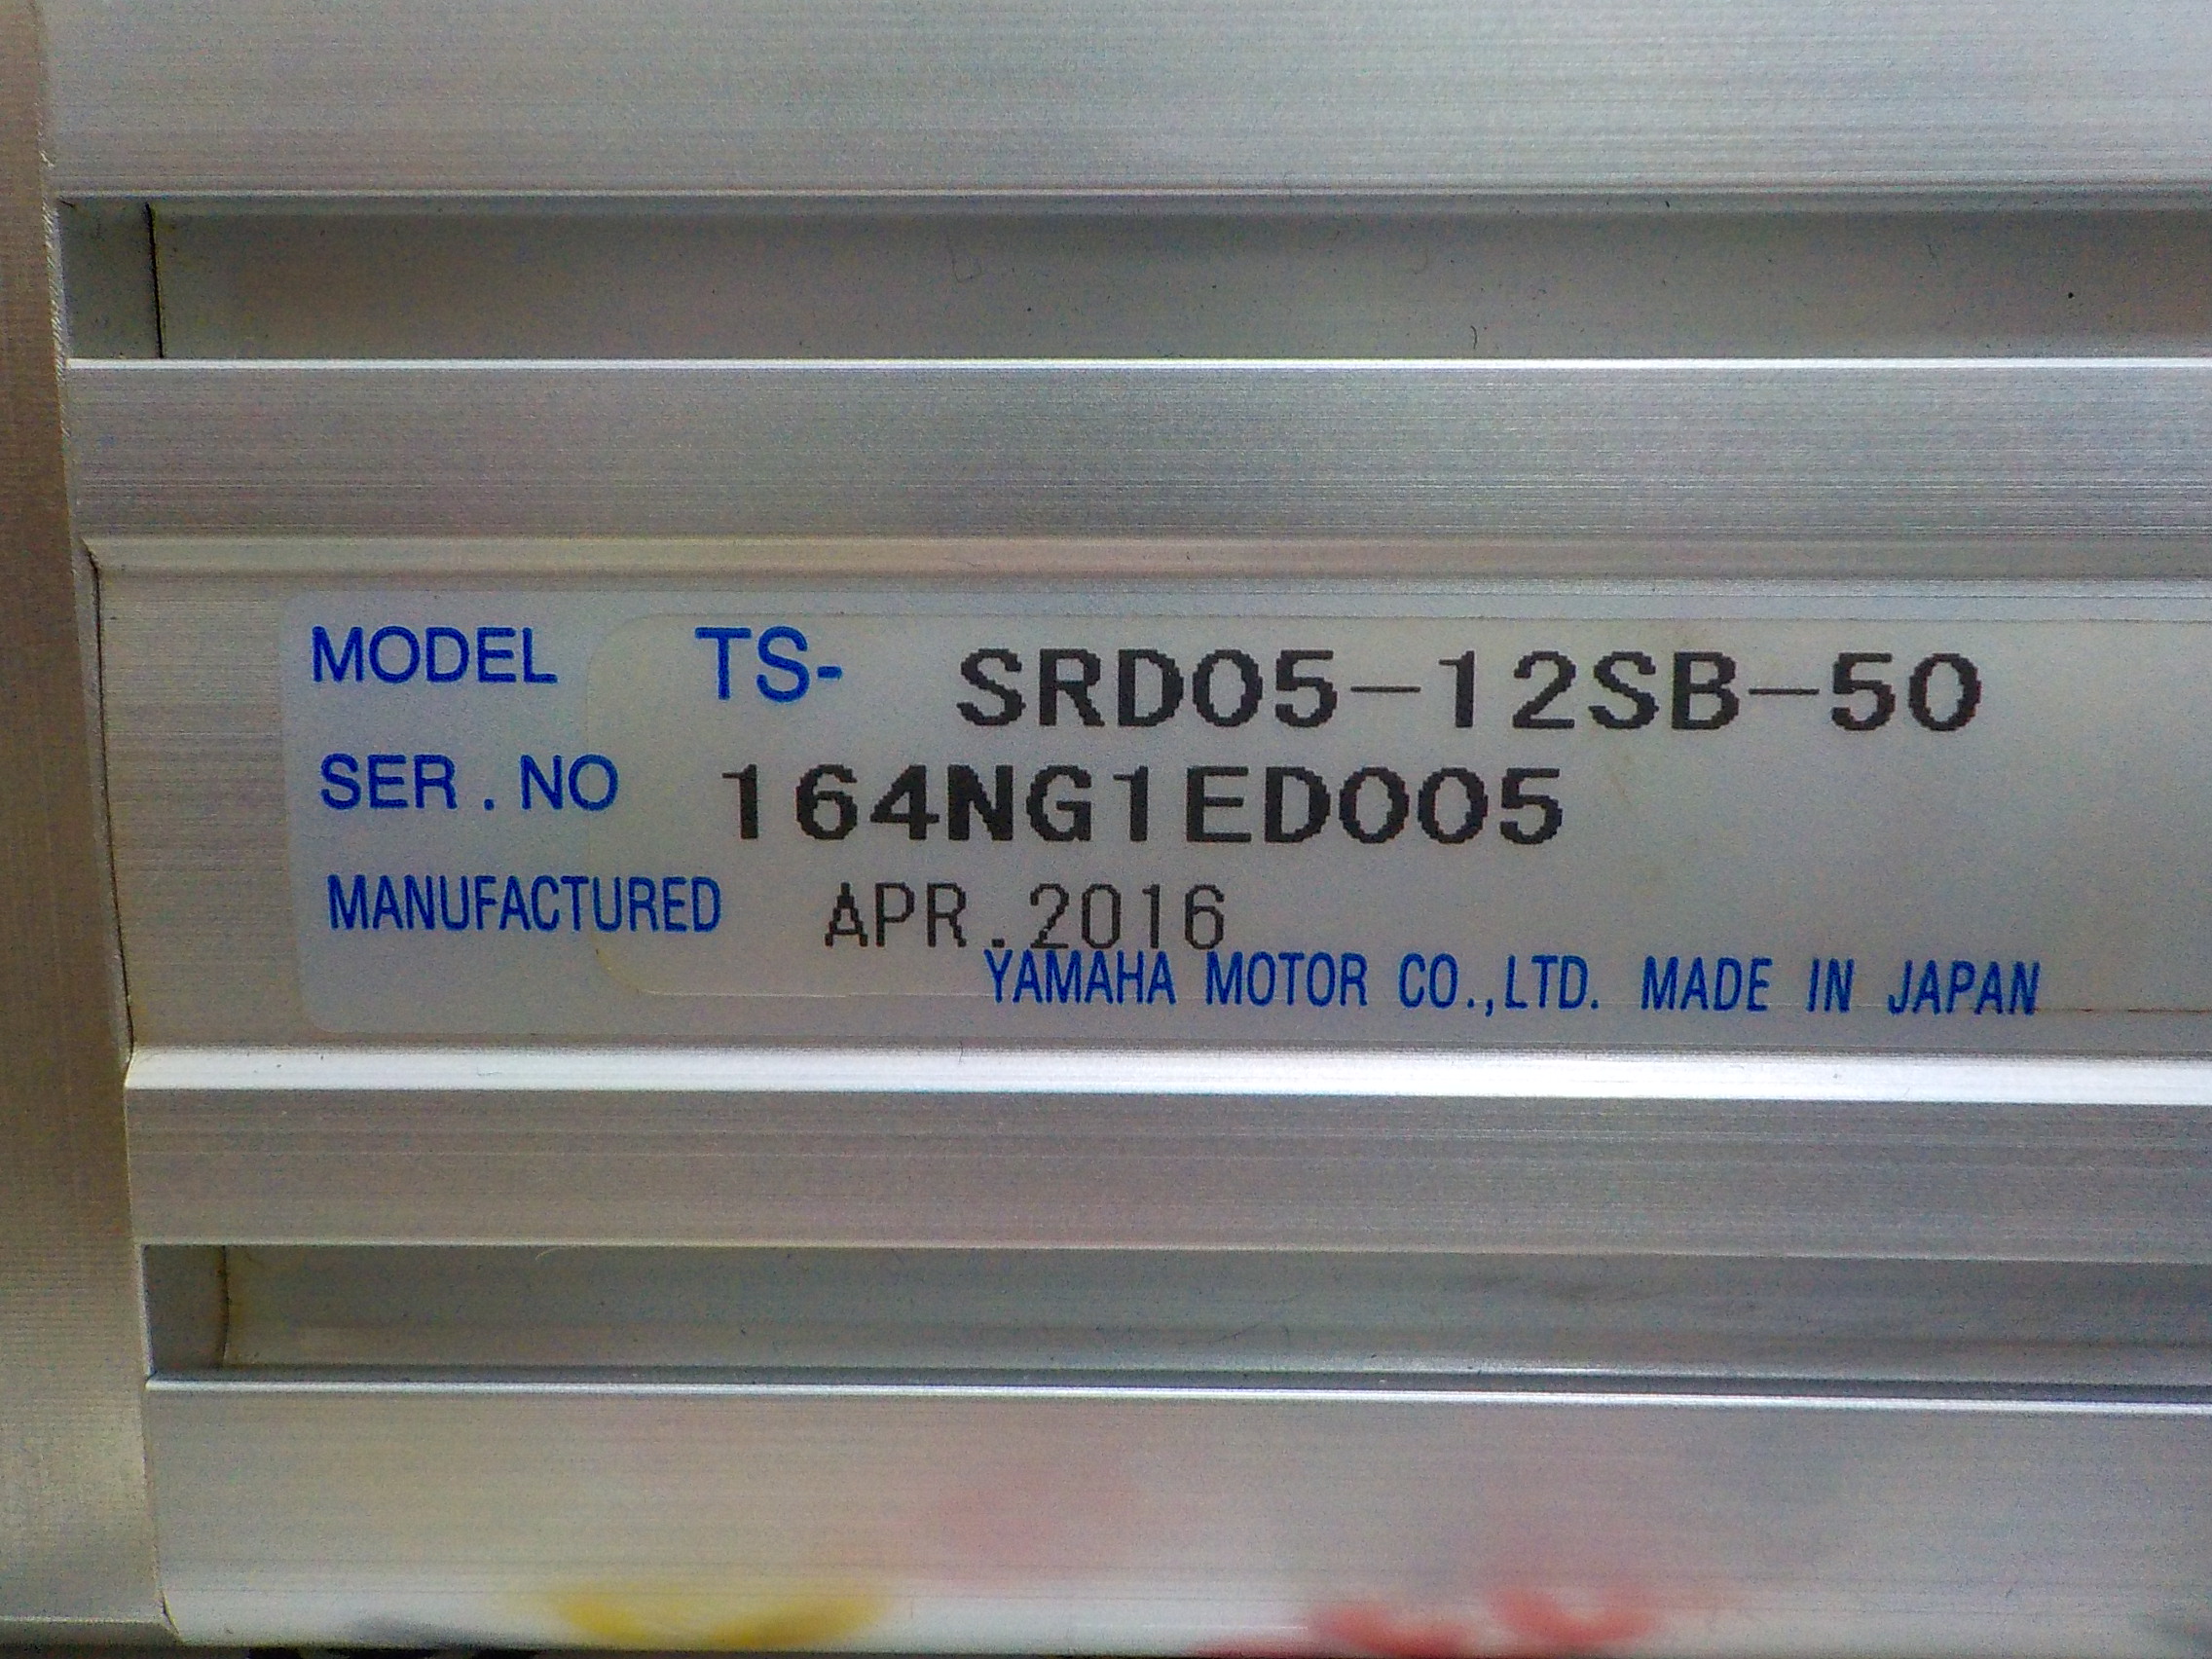 MODEL TS- SRD05-12SB-50
SER.NO 164NG1ED005
MANUFACTURED APR.2016
YAMAHA MOTOR CO.,LTD. MADE IN JAPAN